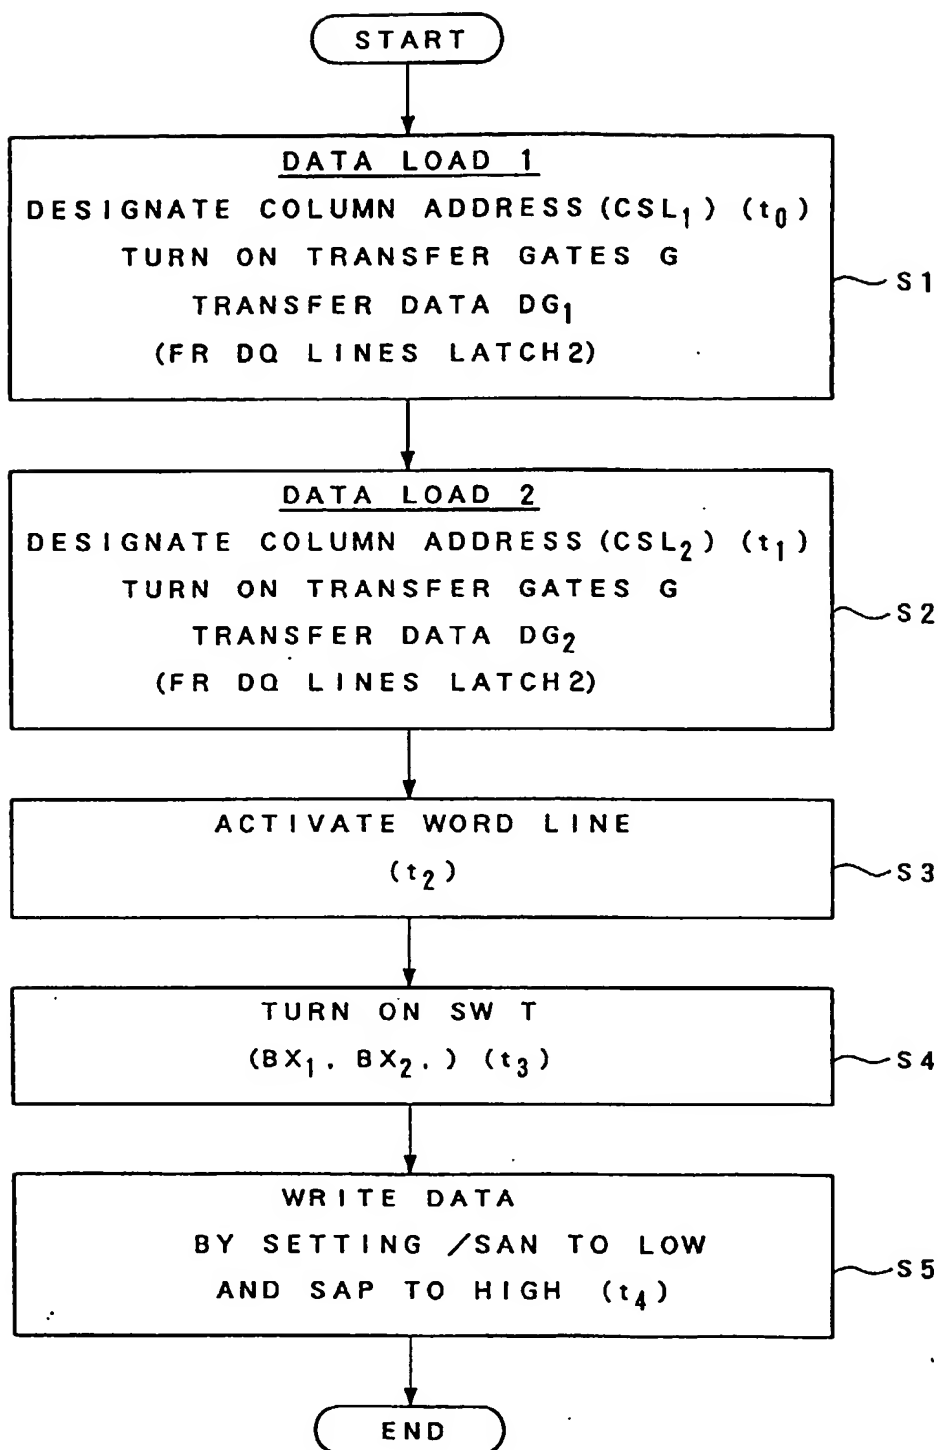 START
DATA LOAD 1
DESIGNATE COLUMN ADDRESS (CSL₁) (t₀)
TURN ON TRANSFER GATES G
TRANSFER DATA DG₁
(FR DQ LINES LATCH2)
S1
DATA LOAD 2
DESIGNATE COLUMN ADDRESS (CSL₂) (t₁)
TURN ON TRANSFER GATES G
TRANSFER DATA DG₂
(FR DQ LINES LATCH2)
S2
ACTIVATE WORD LINE
(t₂)
S3
TURN ON SW T
(BX₁. BX₂. ) (t₃)
S4
WRITE DATA
BY SETTING /SAN TO LOW
AND SAP TO HIGH (t₄)
S5
END